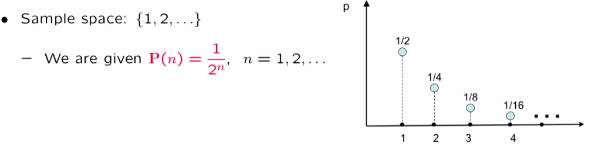 • Sample space: {1, 2, ...}
– We are given P(n) = 1/2ⁿ, n = 1, 2, ...
p
1/2
1/4
1/8
1/16
...
1 2 3 4